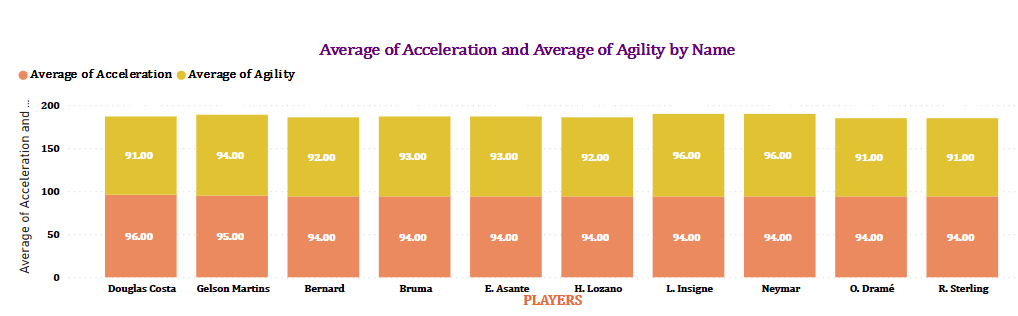 Average of Acceleration and Average of Agility by Name
Average of Acceleration Average of Agility
Average of Acceleration and ...
200
150
100
50
0
91.00 94.00 92.00 93.00 93.00 92.00 96.00 96.00 91.00 91.00
96.00 95.00 94.00 94.00 94.00 94.00 94.00 94.00 94.00 94.00
Douglas Costa Gelson Martins Bernard Bruma E. Asante H. Lozano L. Insigne Neymar O. Dramé R. Sterling
PLAYERS